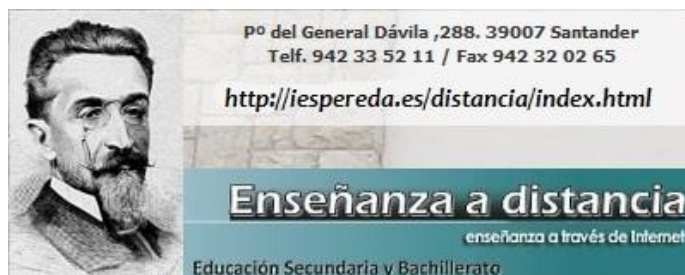 Pº del General Dávila ,288. 39007 Santander
Telf. 942 33 52 11 / Fax 942 32 02 65
http://iespereda.es/distancia/index.html
Enseñanza a distancia
enseñanza a través de Internet
Educación Secundaria y Bachillerato